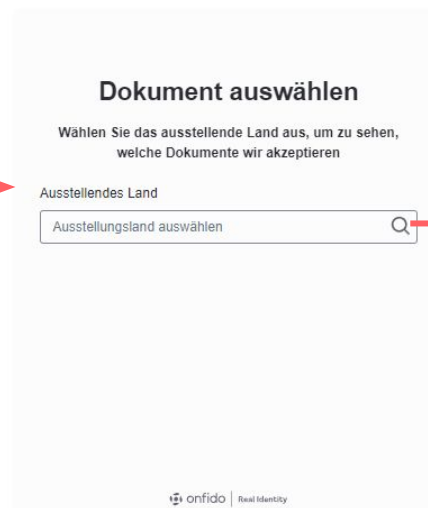 Dokument auswählen
Wählen Sie das ausstellende Land aus, um zu sehen,
welche Dokumente wir akzeptieren
Ausstellendes Land
Ausstellungsland auswählen
onfido | Real Identity